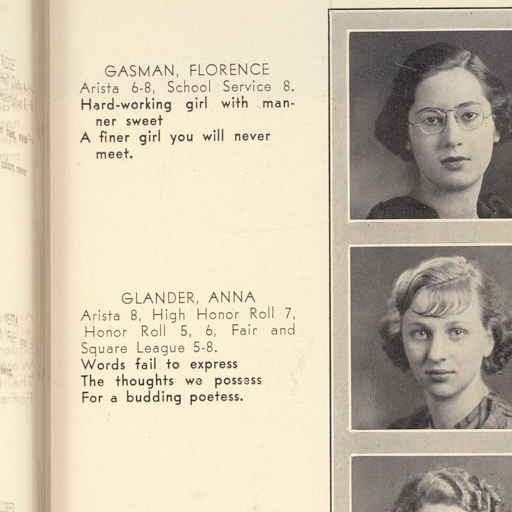 GASMAN, FLORENCE
Arista 6-8, School Service 8.
Hard-working girl with man-
ner sweet
A finer girl you will never
meet.
GLANDER, ANNA
Arista 8, High Honor Roll 7,
Honor Roll 5, 6, Fair and
Square League 5-8.
Words fail to express
The thoughts we possess
For a budding poetess.